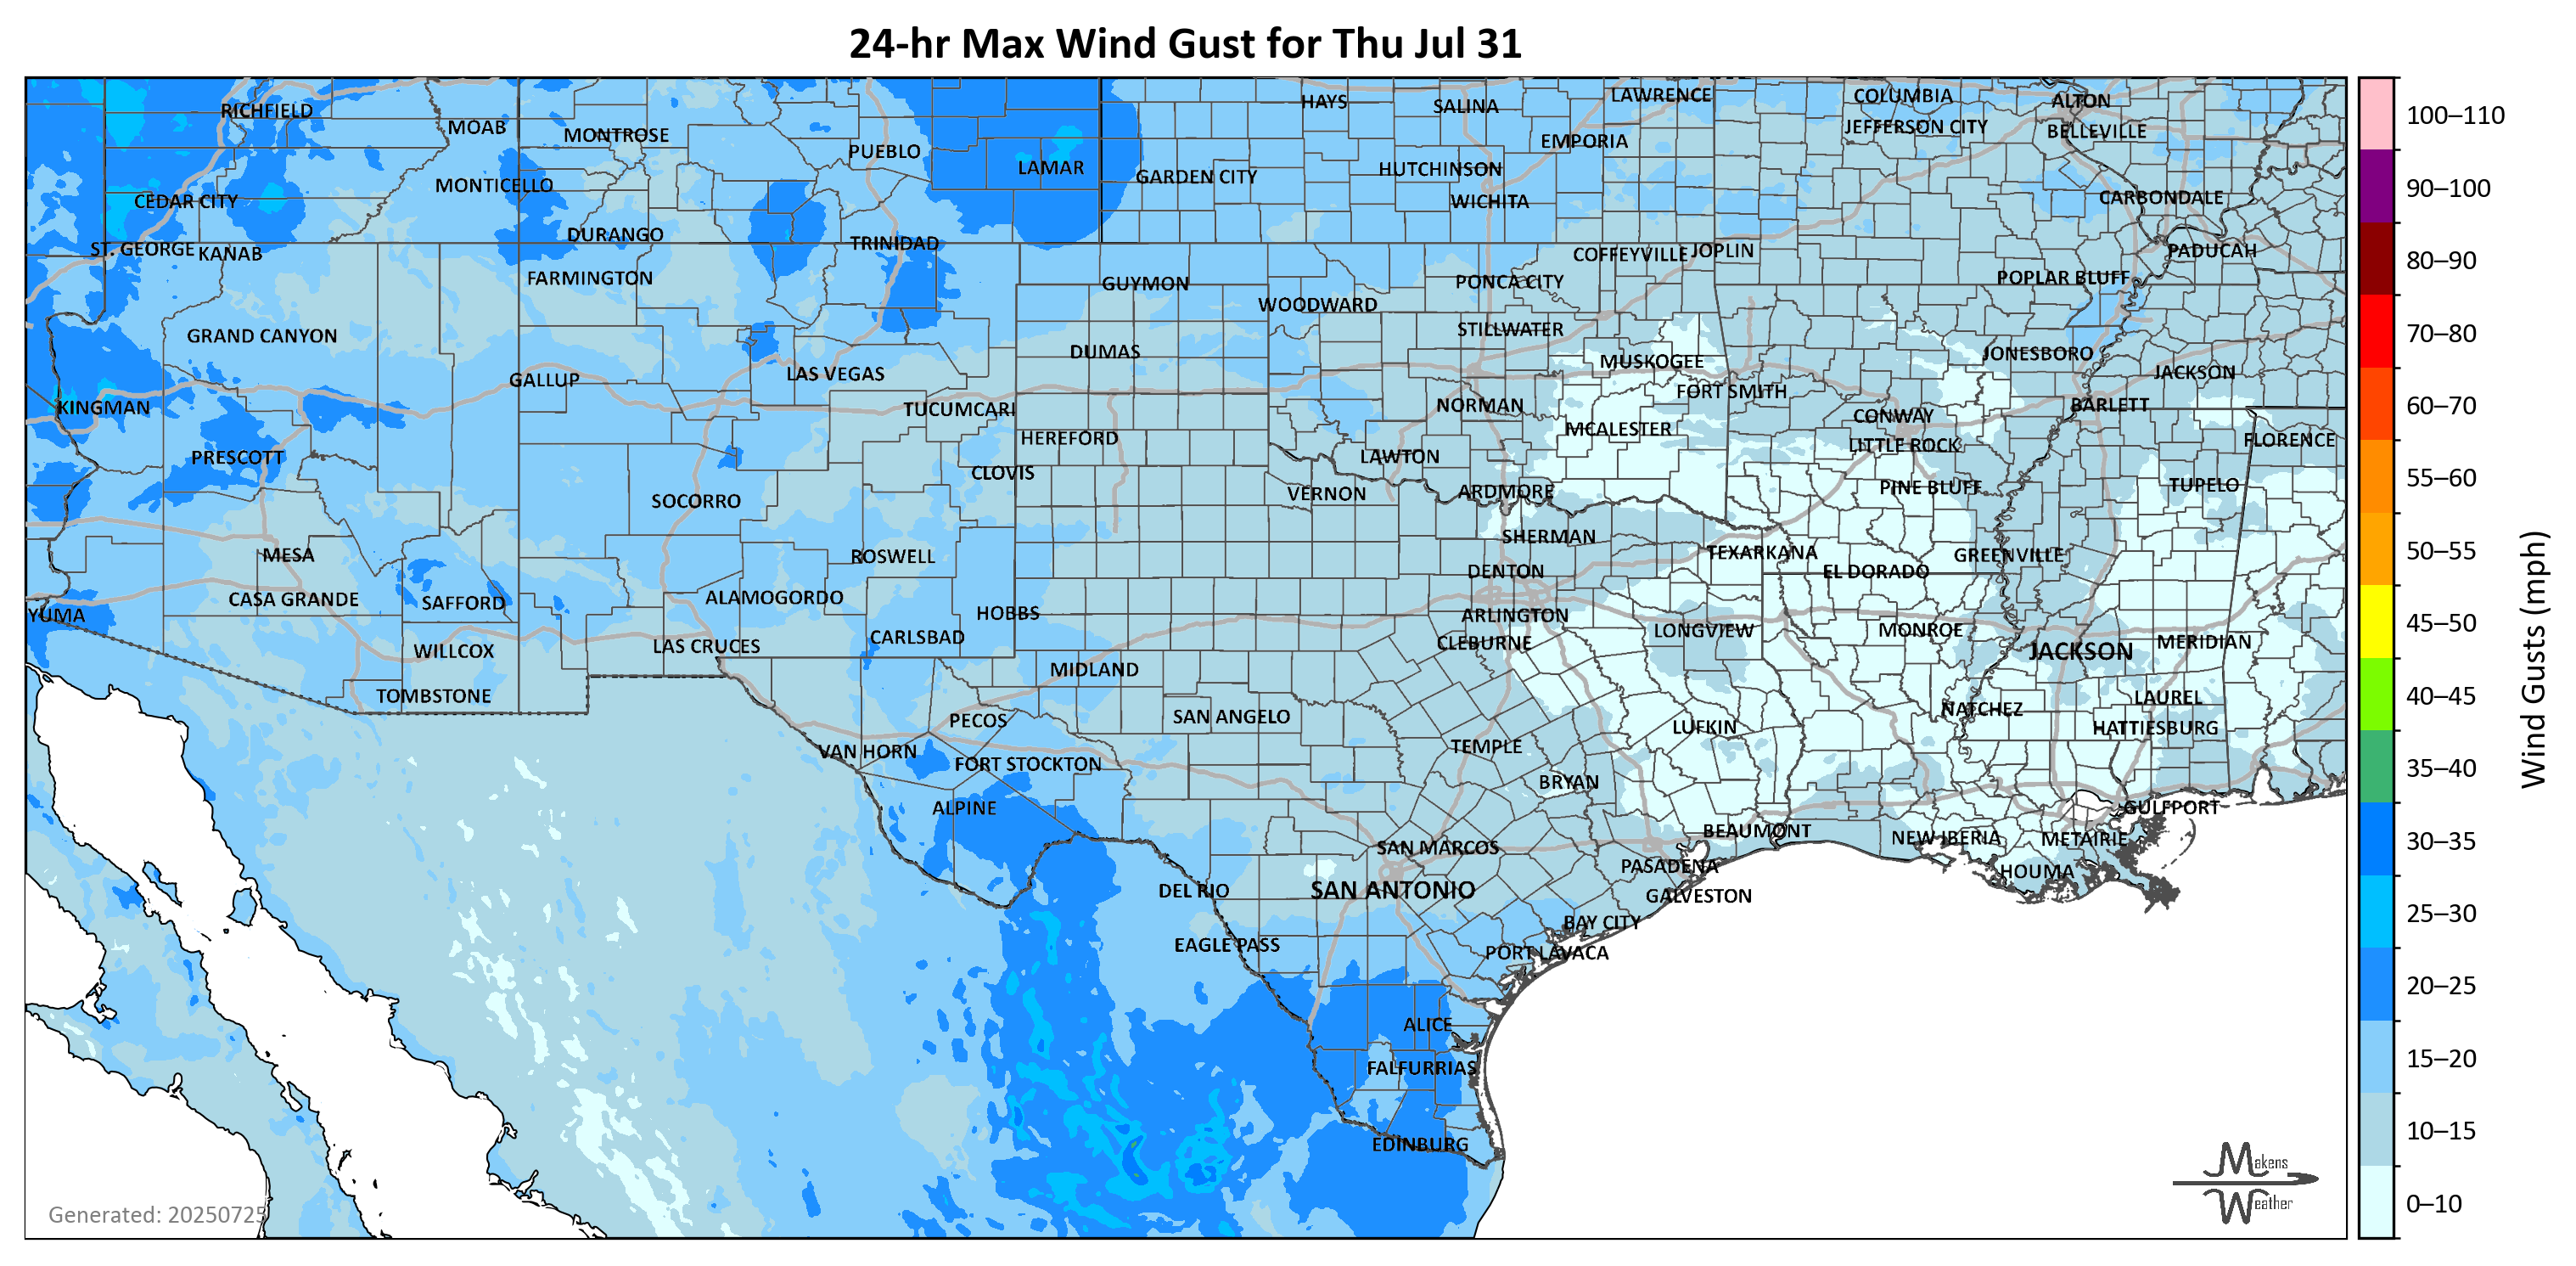 24-hr Max Wind Gust for Thu Jul 31
RICHFIELD
MOAB
MONTROSE
PUEBLO
LAMAR
HAYS
SALINA
LAWRENCE
EMPORIA
COLUMBIA
JEFFERSON CITY
ALTON
BELLEVILLE
CEDAR CITY
MONTICELLO
GARDEN CITY
HUTCHINSON
WICHITA
CARBONDALE
ST. GEORGE
KANAB
DURANGO
TRINIDAD
FARMINGTON
GUYMON
WOODWARD
PONCA CITY
COFFEYVILLE
JOPLIN
POPLAR BLUFF
PADUCAH
GRAND CANYON
STILLWATER
DUMAS
MUSKOGEE
JONESBORO
JACKSON
GALLUP
LAS VEGAS
KINGMAN
TUCUMCARI
NORMAN
FORT SMITH
CONWAY
BARLETT
PRESCOTT
HEREFORD
MCALESTER
LITTLE ROCK
FLORENCE
CLOVIS
LAWTON
SOCORRO
VERNON
ARDMORE
PINE BLUFF
TUPELO
MESA
ROSWELL
SHERMAN
TEXARKANA
GREENVILLE
DENTON
EL DORADO
CASA GRANDE
SAFFORD
ALAMOGORDO
HOBBS
YUMA
ARLINGTON
CLEBURNE
LONGVIEW
MONROE
JACKSON
MERIDIAN
WILLCOX
LAS CRUCES
CARLSBAD
MIDLAND
TOMBSTONE
PECOS
SAN ANGELO
LUFKIN
NATCHEZ
LAUREL
HATTIESBURG
VAN HORN
FORT STOCKTON
TEMPLE
BRYAN
ALPINE
GULFPORT
BEAUMONT
NEW IBERIA
METAIRIE
SAN MARCOS
PASADENA
HOUMA
DEL RIO
SAN ANTONIO
GALVESTON
BAY CITY
EAGLE PASS
PORT LAVACA
ALICE
FALFURRIAS
EDINBURG
Generated: 20250725
Makens
Weather
100–110
90–100
80–90
70–80
60–70
55–60
50–55
45–50
40–45
35–40
30–35
25–30
20–25
15–20
10–15
0–10
Wind Gusts (mph)